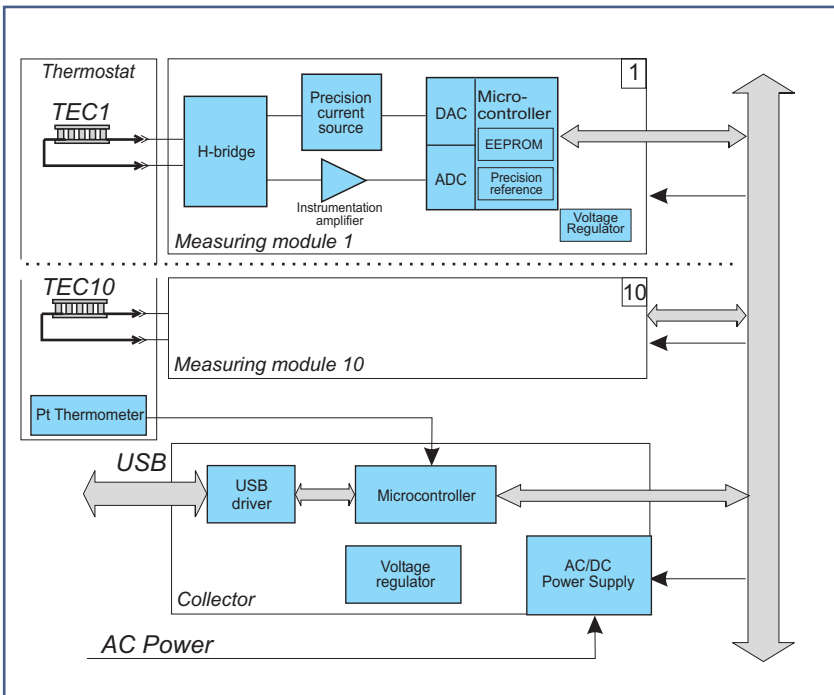 Thermostat
TEC1
1
H-bridge
Precision
current
source
Instrumentation
amplifier
DAC
ADC
Micro-
controller
EEPROM
Precision
reference
Voltage
Regulator
Measuring module 1
TEC10
10
Measuring module 10
Pt Thermometer
USB
USB
driver
Microcontroller
Voltage
regulator
AC/DC
Power Supply
Collector
AC Power